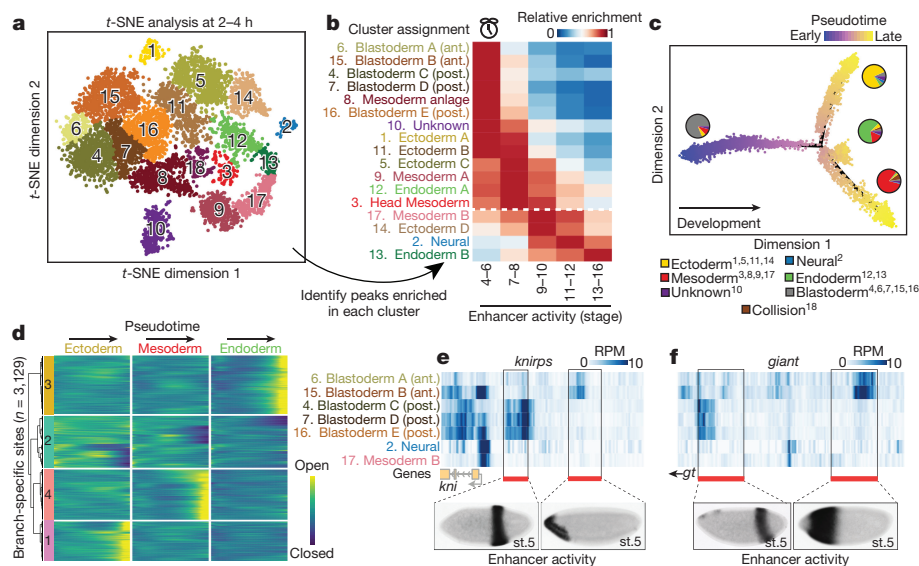 a
t-SNE analysis at 2–4 h
t-SNE dimension 2
t-SNE dimension 1
1
5
15
14
11
16
6
12
2
4
7
13
18
3
8
17
9
10
Identify peaks enriched
in each cluster
b
Relative enrichment
Cluster assignment
0 1
6. Blastoderm A (ant.)
15. Blastoderm B (ant.)
4. Blastoderm C (post.)
7. Blastoderm D (post.)
8. Mesoderm anlage
16. Blastoderm E (post.)
10. Unknown
1. Ectoderm A
11. Ectoderm B
5. Ectoderm C
9. Mesoderm A
12. Endoderm A
3. Head Mesoderm
17. Mesoderm B
14. Ectoderm D
2. Neural
13. Endoderm B
4–6
7–8
9–10
11–12
13–16
Enhancer activity (stage)
c
Pseudotime
Early Late
Dimension 2
Development
Dimension 1
Ectoderm1,5,11,14
Neural2
Mesoderm3,8,9,17
Endoderm12,13
Unknown10
Blastoderm4,6,7,15,16
Collision18
d
Pseudotime
Ectoderm Mesoderm Endoderm
Branch-specific sites (n = 3,129)
3
2
4
1
Open
Closed
e
knirps
RPM
0 10
6. Blastoderm A (ant.)
15. Blastoderm B (ant.)
4. Blastoderm C (post.)
7. Blastoderm D (post.)
16. Blastoderm E (post.)
2. Neural
17. Mesoderm B
Genes
kni
st.5
st.5
Enhancer activity
f
giant
RPM
0 10
gt
st.5
st.5
Enhancer activity